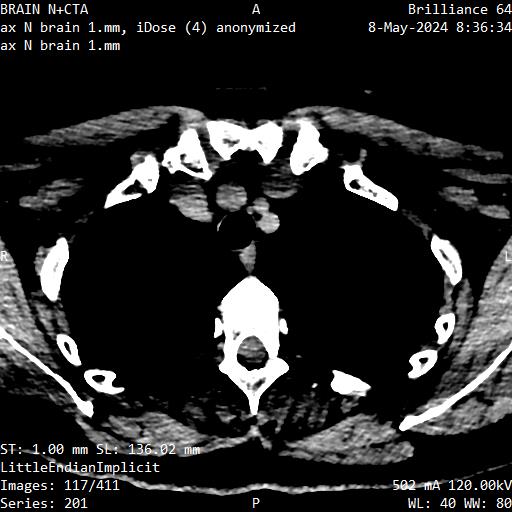 BRAIN N+CTA
A
Brilliance 64
ax N brain 1.mm, iDose (4) anonymized
8-May-2024 8:36:34
ax N brain 1.mm
R
L
ST: 1.00 mm SL: 136.02 mm
LittleEndianImplicit
Images: 117/411
502 mA 120.00kV
Series: 201
P
WL: 40 WW: 80